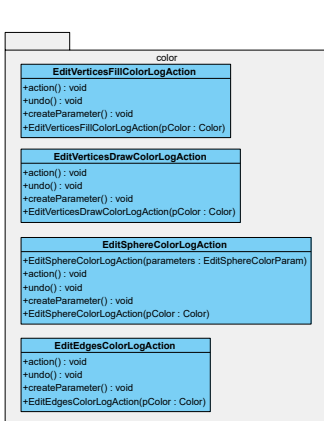 color
EditVerticesFillColorLogAction
+action() : void
+undo() : void
+createParameter() : void
+EditVerticesFillColorLogAction(pColor : Color)
EditVerticesDrawColorLogAction
+action() : void
+undo() : void
+createParameter() : void
+EditVerticesDrawColorLogAction(pColor : Color)
EditSphereColorLogAction
+EditSphereColorLogAction(parameters : EditSphereColorParam)
+action() : void
+undo() : void
+createParameter() : void
+EditSphereColorLogAction(pColor : Color)
EditEdgesColorLogAction
+action() : void
+undo() : void
+createParameter() : void
+EditEdgesColorLogAction(pColor : Color)